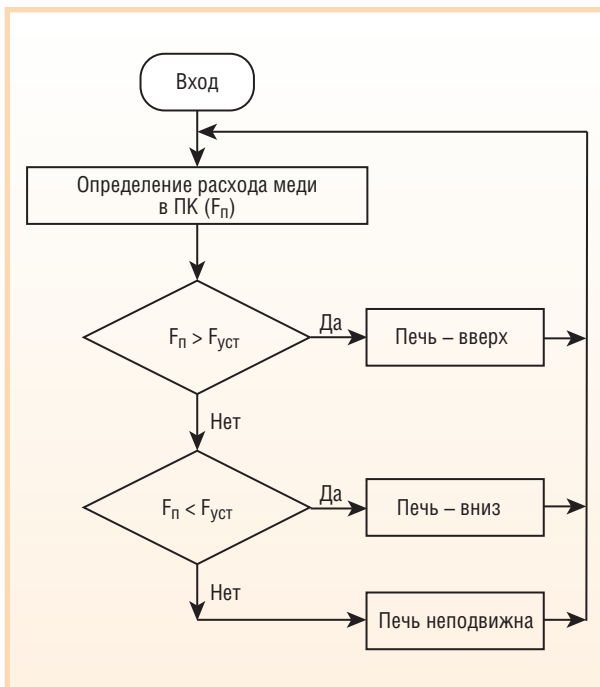 Вход
Определение расхода меди
в ПК (Fп)
Fп > Fуст
Да
Печь – вверх
Нет
Fп < Fуст
Да
Печь – вниз
Нет
Печь неподвижна